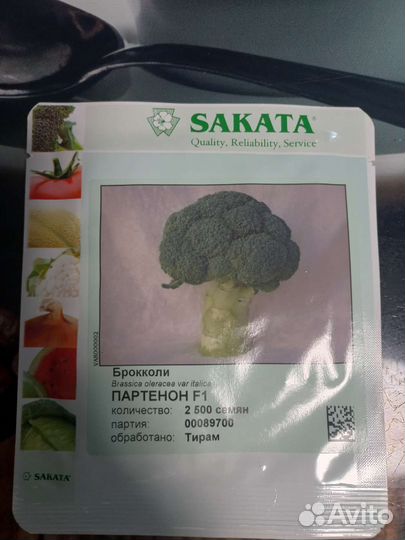 SAKATA®
Quality, Reliability, Service
VABO00002
Брокколи
Brassica oleracea var italica
ПАРТЕНОН F1
количество: 2 500 семян
партия: 00089700
обработано: Тирам
SAKATA
Avito